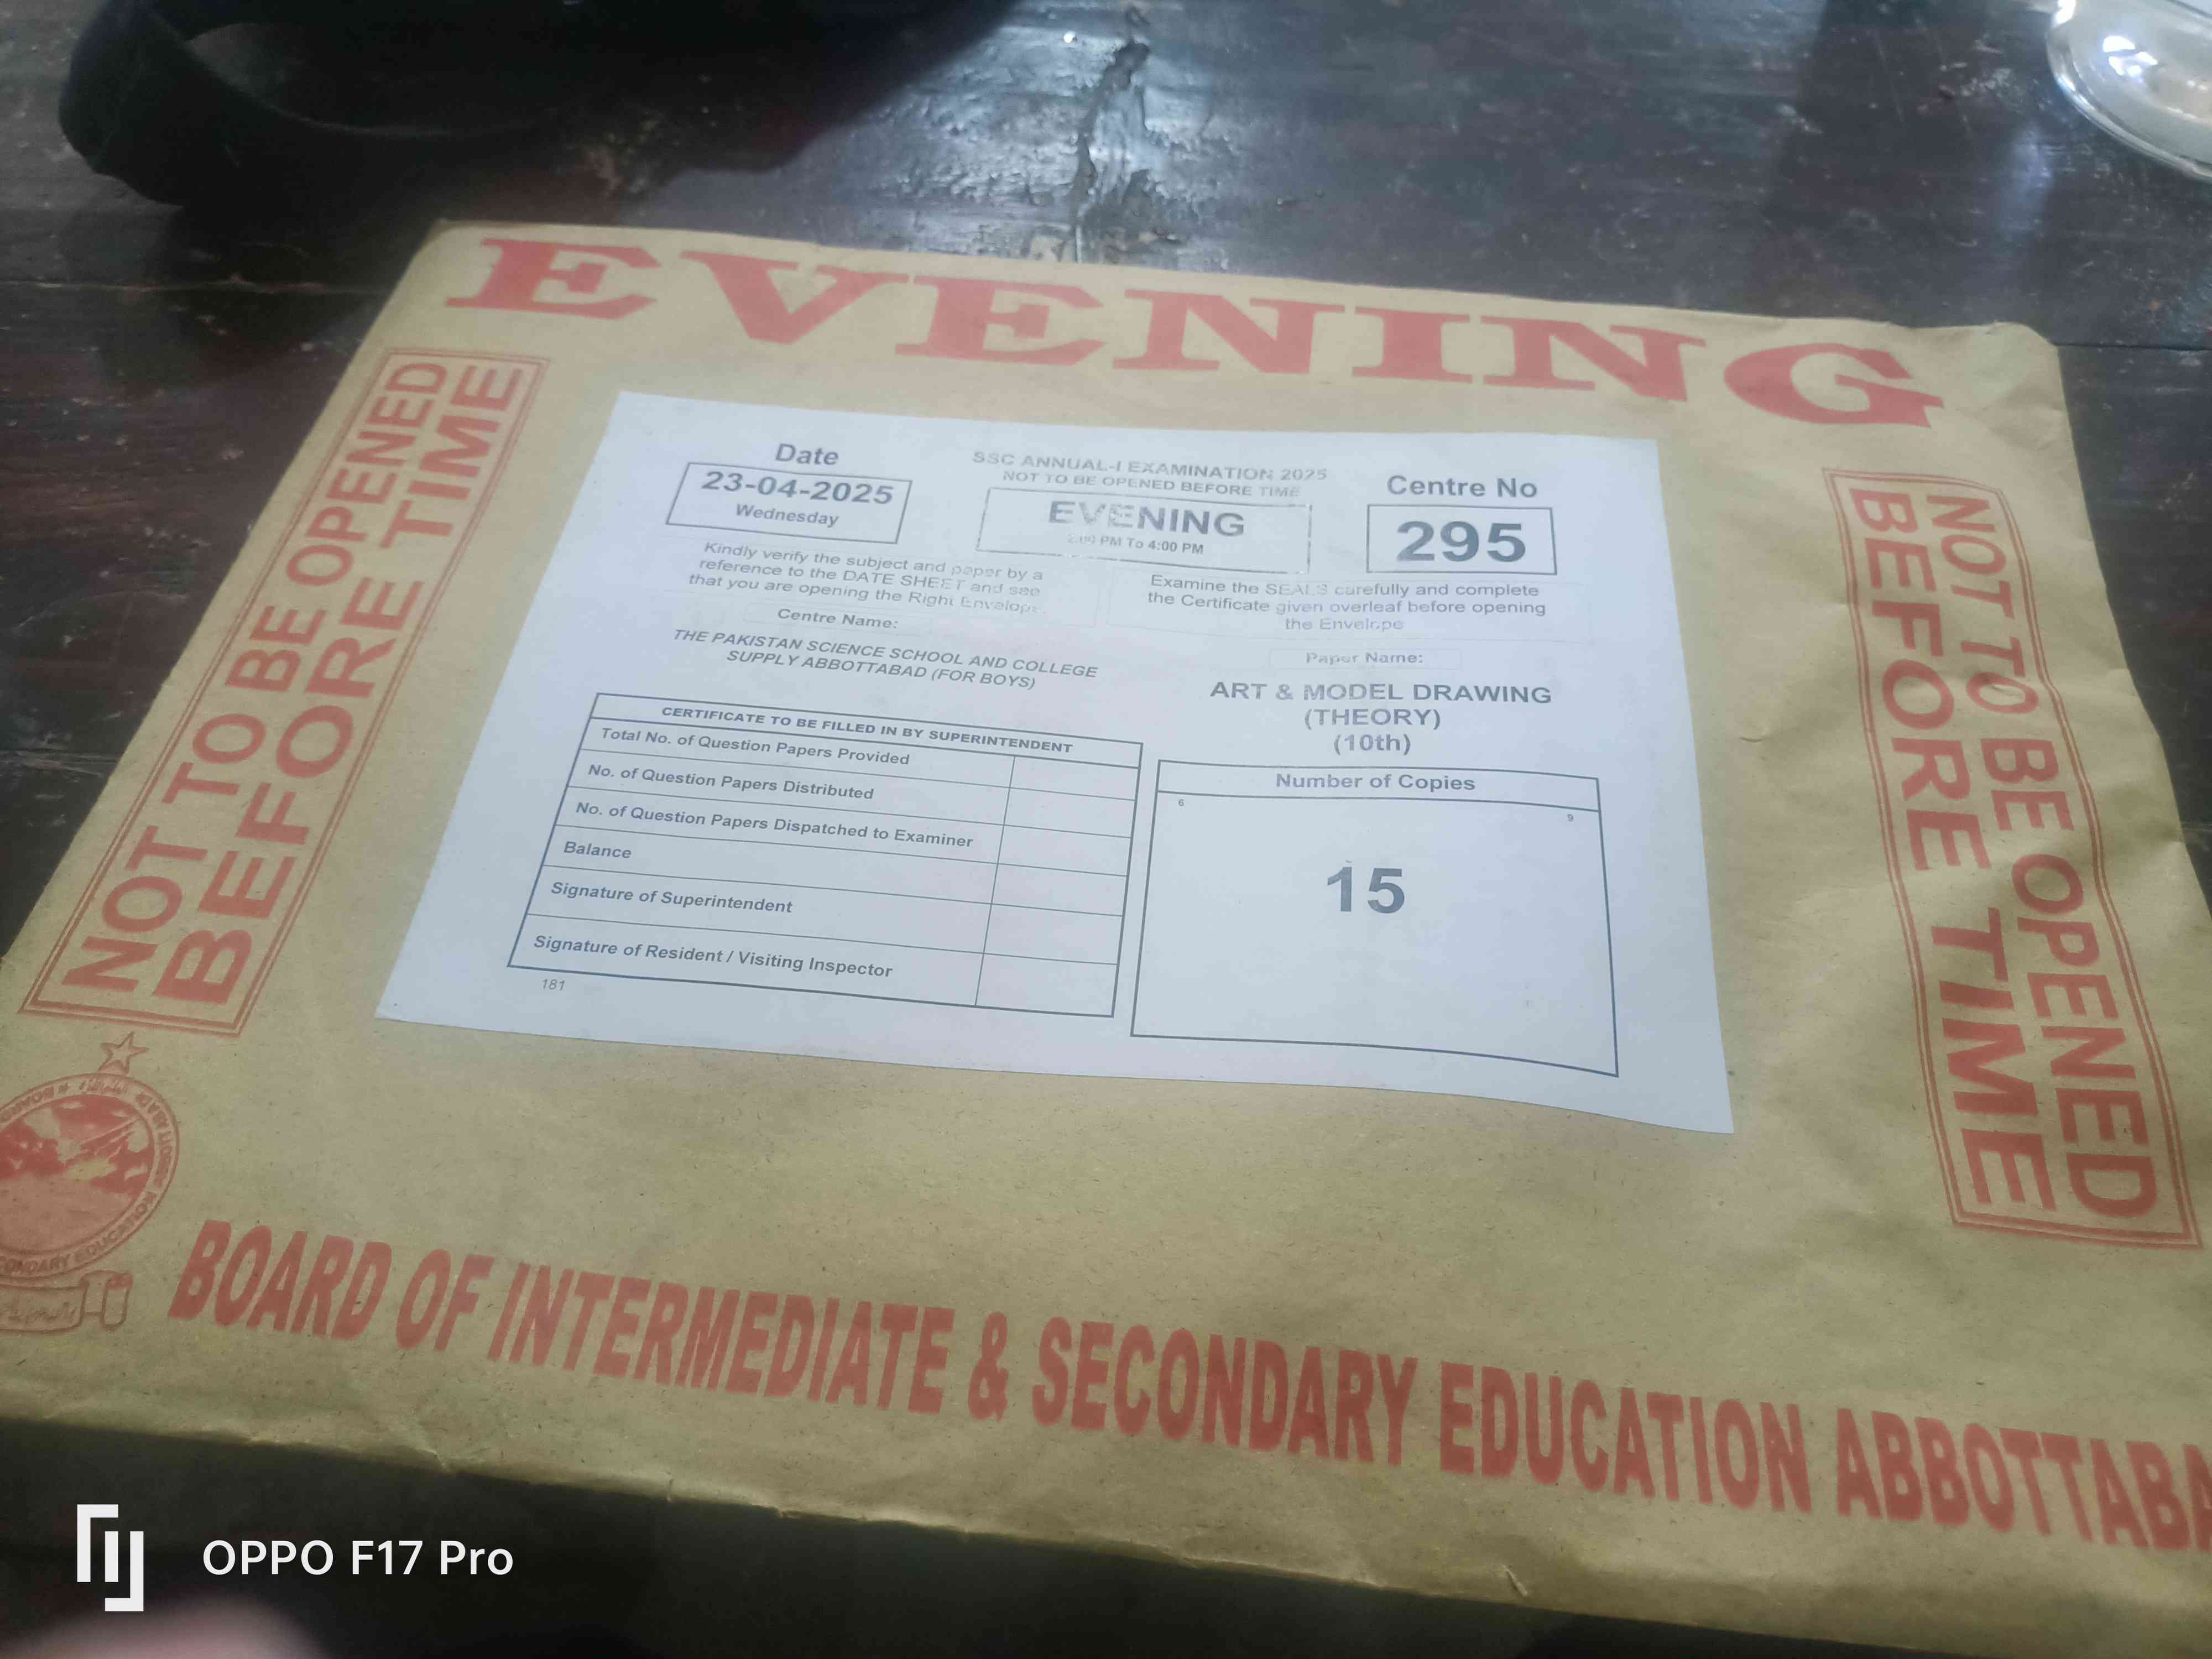 EVENING
NOT TO BE OPENED
BEFORE TIME
Date
23-04-2025
Wednesday
SSC ANNUAL-I EXAMINATION 2025
NOT TO BE OPENED BEFORE TIME
EVENING
PM To 4:00 PM
Centre No
295
Kindly verify the subject and paper by a
reference to the DATE SHEET and see
that you are opening the Right Envelope.
Examine the SEALS carefully and complete
the Certificate given overleaf before opening
the Envelope
Centre Name:
THE PAKISTAN SCIENCE SCHOOL AND COLLEGE
SUPPLY ABBOTTABAD (FOR BOYS)
Paper Name:
ART & MODEL DRAWING
(THEORY)
(10th)
CERTIFICATE TO BE FILLED IN BY SUPERINTENDENT
Total No. of Question Papers Provided
No. of Question Papers Distributed
No. of Question Papers Dispatched to Examiner
Balance
Signature of Superintendent
Signature of Resident / Visiting Inspector
181
Number of Copies
6
9
15
NOT TO BE OPENED
BEFORE TIME
BOARD OF INTERMEDIATE & SECONDARY EDUCATION ABBOTTABA
OPPO F17 Pro